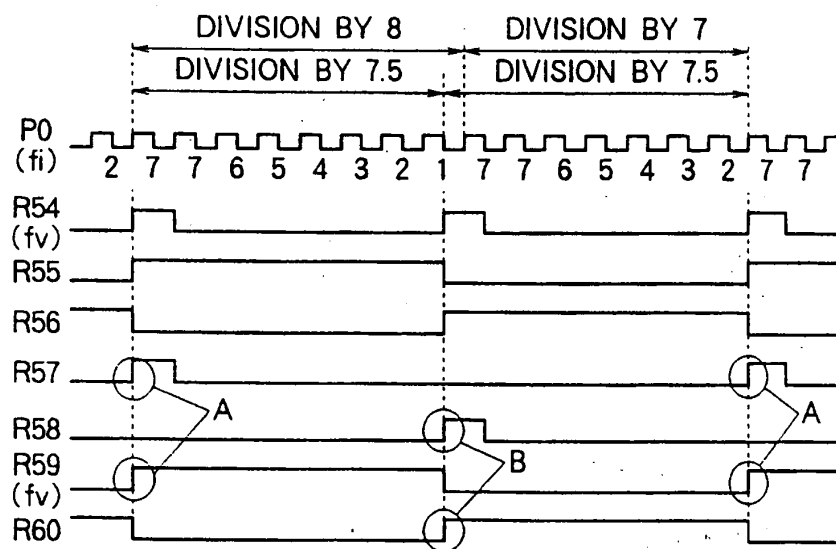 DIVISION BY 8 DIVISION BY 7
DIVISION BY 7.5 DIVISION BY 7.5
P0
(fi)
2 7 7 6 5 4 3 2 1 7 7 6 5 4 3 2 7 7
R54
(fv)
R55
R56
R57
A A
R58
B
R59
(fv)
R60